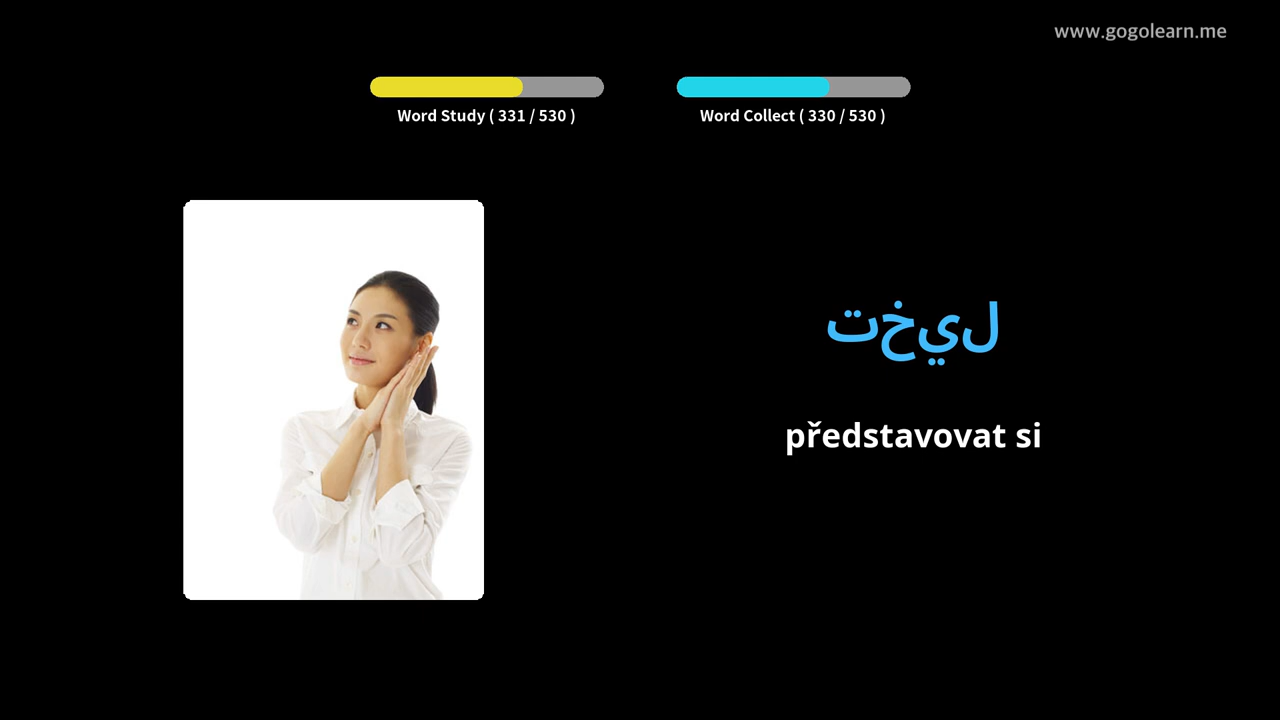 www.gogolearn.me
Word Study ( 331 / 530 )
Word Collect ( 330 / 530 )
تخيل
představovat si